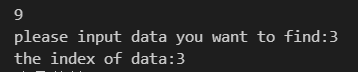 9
please input data you want to find:3
the index of data:3